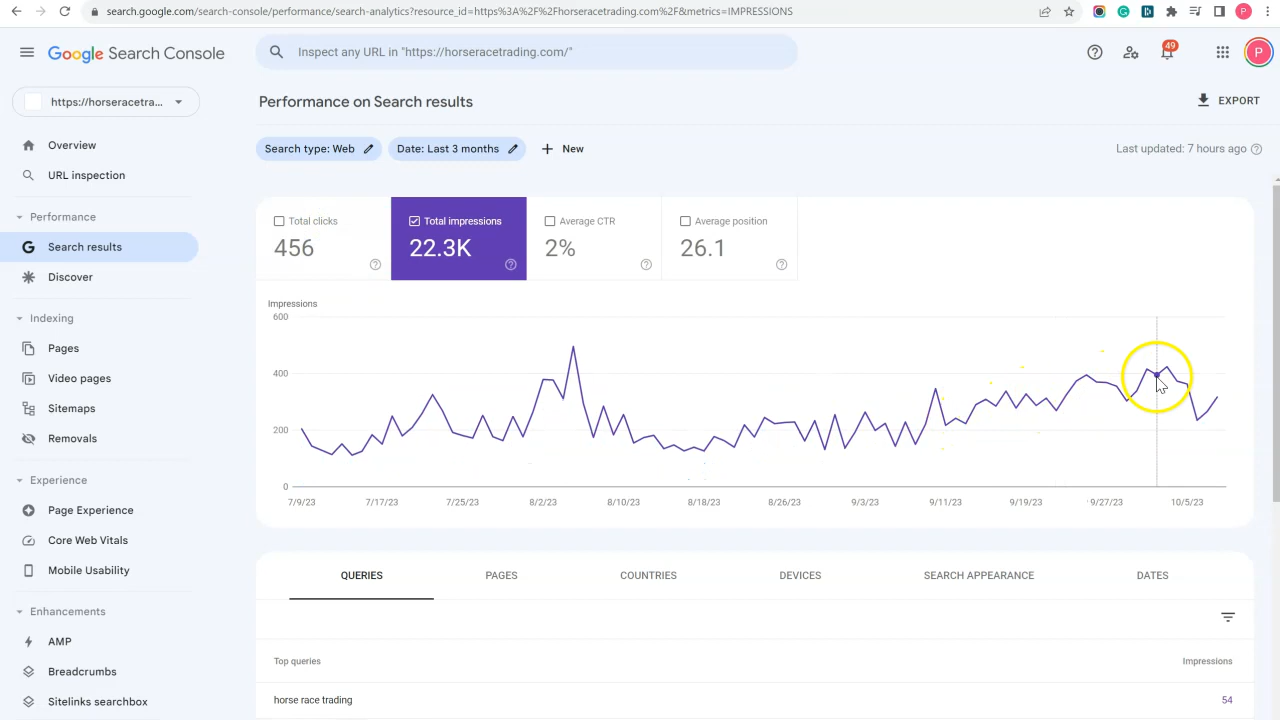 search.google.com/search-console/performance/search-analytics?resource_id=https%3A%2F%2Fhorseracetrading.com%2F&metrics=IMPRESSIONS
P
Google Search Console
Inspect any URL in "https://horseracetrading.com/"
49
P
https://horseracetra...
Performance on Search results
EXPORT
Search type: Web
Date: Last 3 months
New
Last updated: 7 hours ago
Overview
URL inspection
Performance
Search results
Discover
Indexing
Pages
Video pages
Sitemaps
Removals
Experience
Page Experience
Core Web Vitals
Mobile Usability
Enhancements
AMP
Breadcrumbs
Sitelinks searchbox
Total clicks
456
Total impressions
22.3K
Average CTR
2%
Average position
26.1
Impressions
600
400
200
0
7/9/23 7/17/23 7/25/23 8/2/23 8/10/23 8/18/23 8/26/23 9/3/23 9/11/23 9/19/23 9/27/23 10/5/23
QUERIES PAGES COUNTRIES DEVICES SEARCH APPEARANCE DATES
Top queries Impressions
horse race trading 54